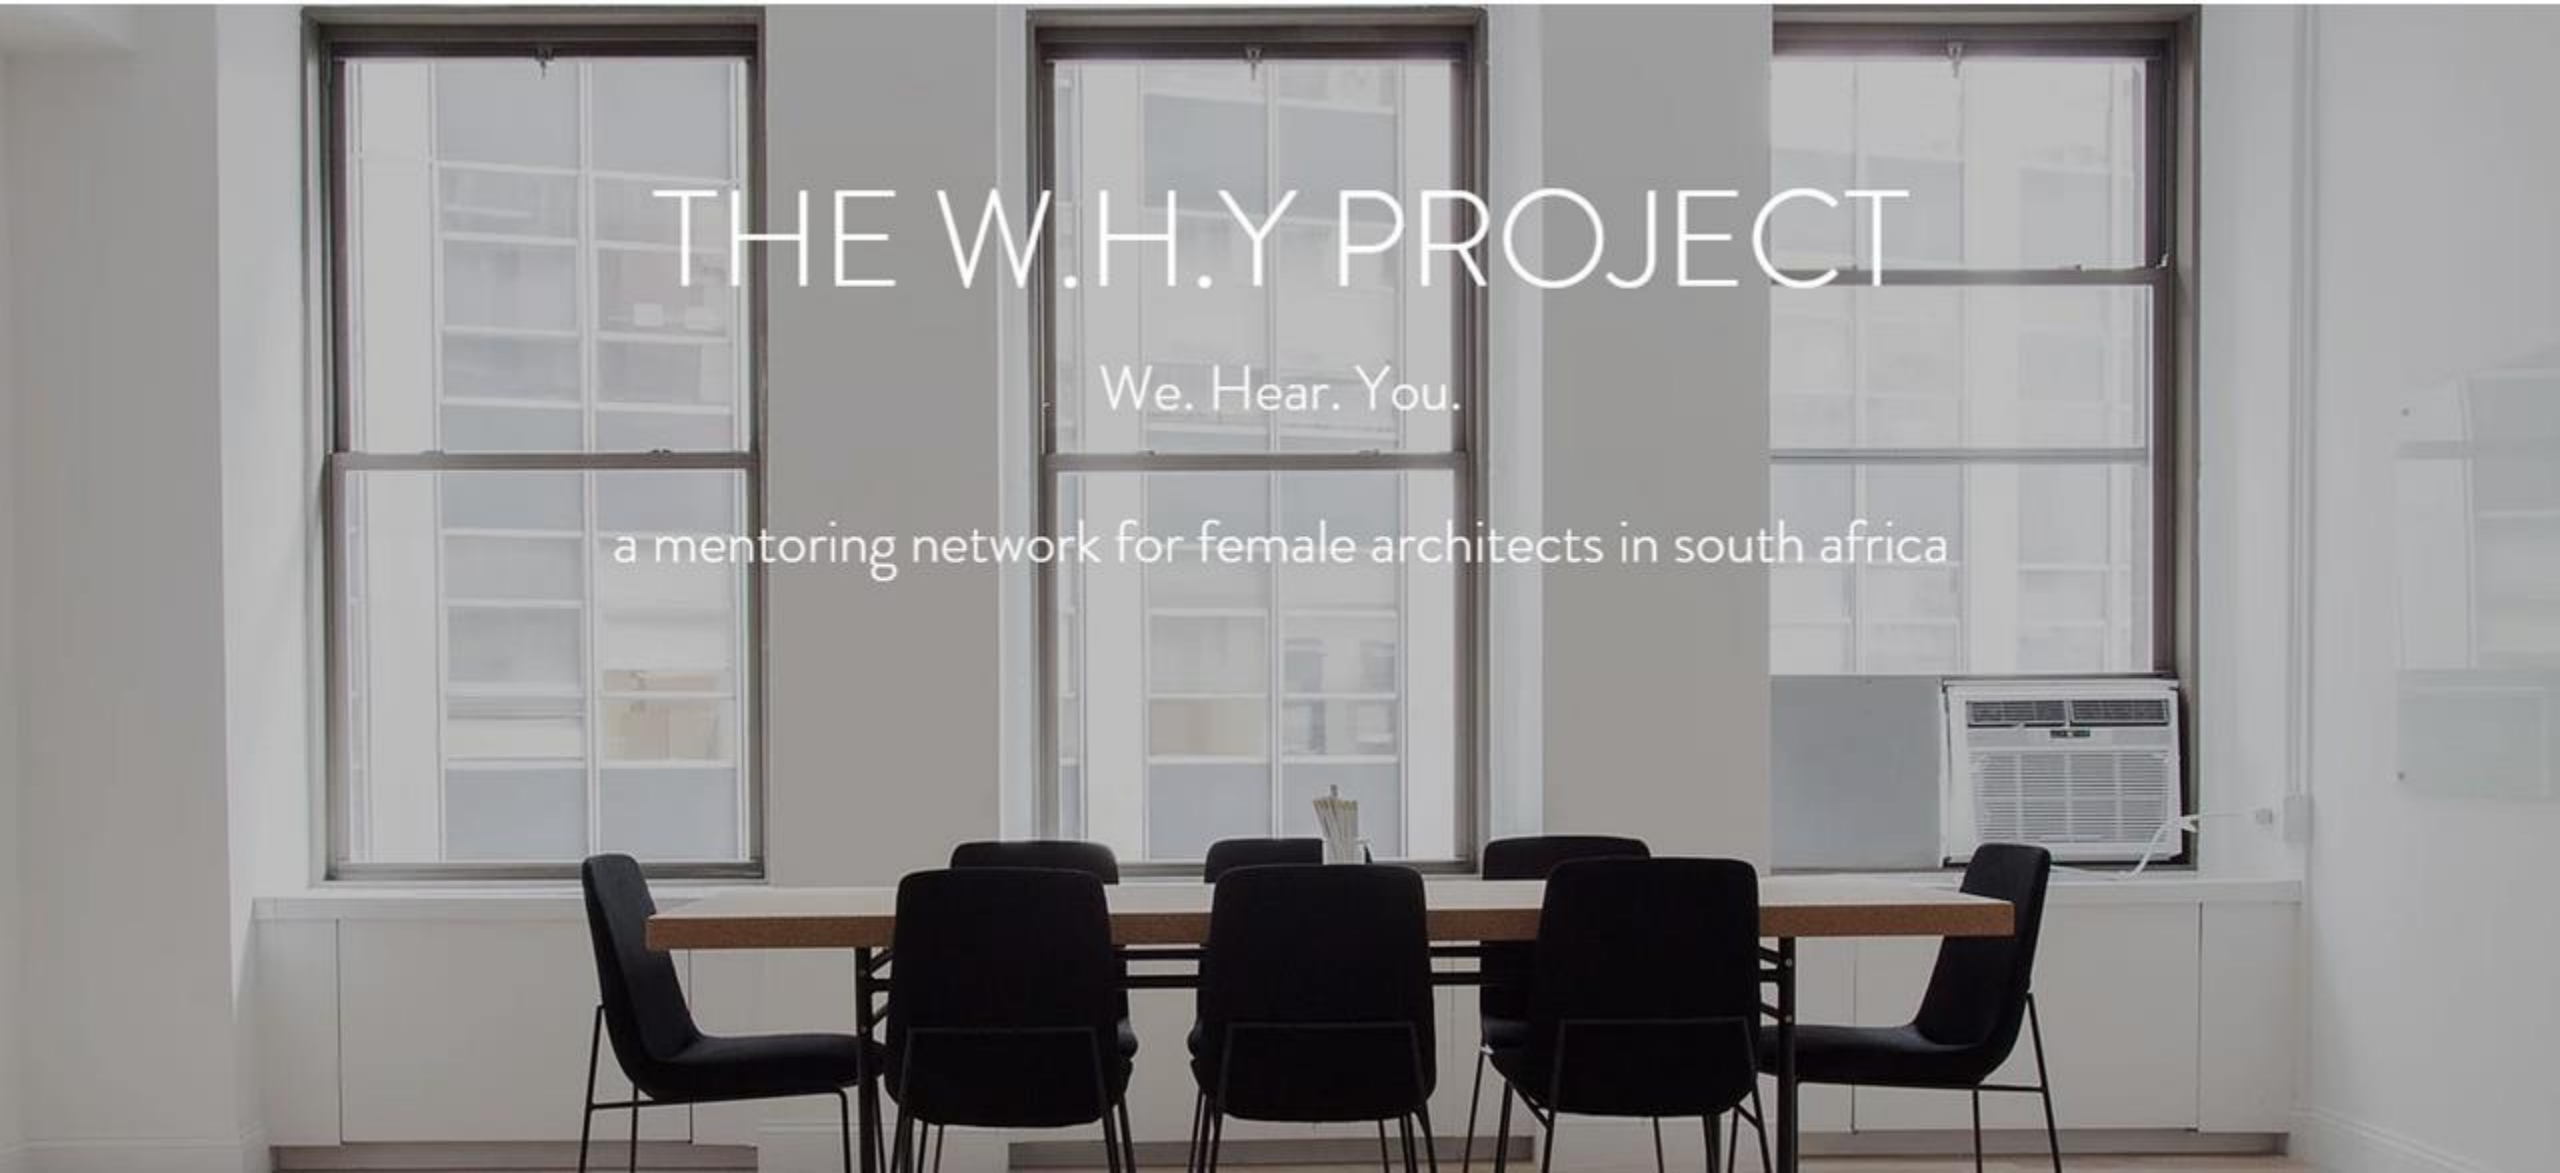 THE W.H.Y PROJECT
We. Hear. You.
a mentoring network for female architects in south africa